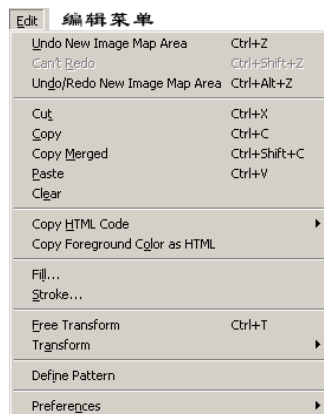 Edit 编辑菜单
Undo New Image Map Area Ctrl+Z
Can't Redo Ctrl+Shift+Z
Undo/Redo New Image Map Area Ctrl+Alt+Z
Cut Ctrl+X
Copy Ctrl+C
Copy Merged Ctrl+Shift+C
Paste Ctrl+V
Clear
Copy HTML Code
Copy Foreground Color as HTML
Fill...
Stroke...
Free Transform Ctrl+T
Transform
Define Pattern
Preferences